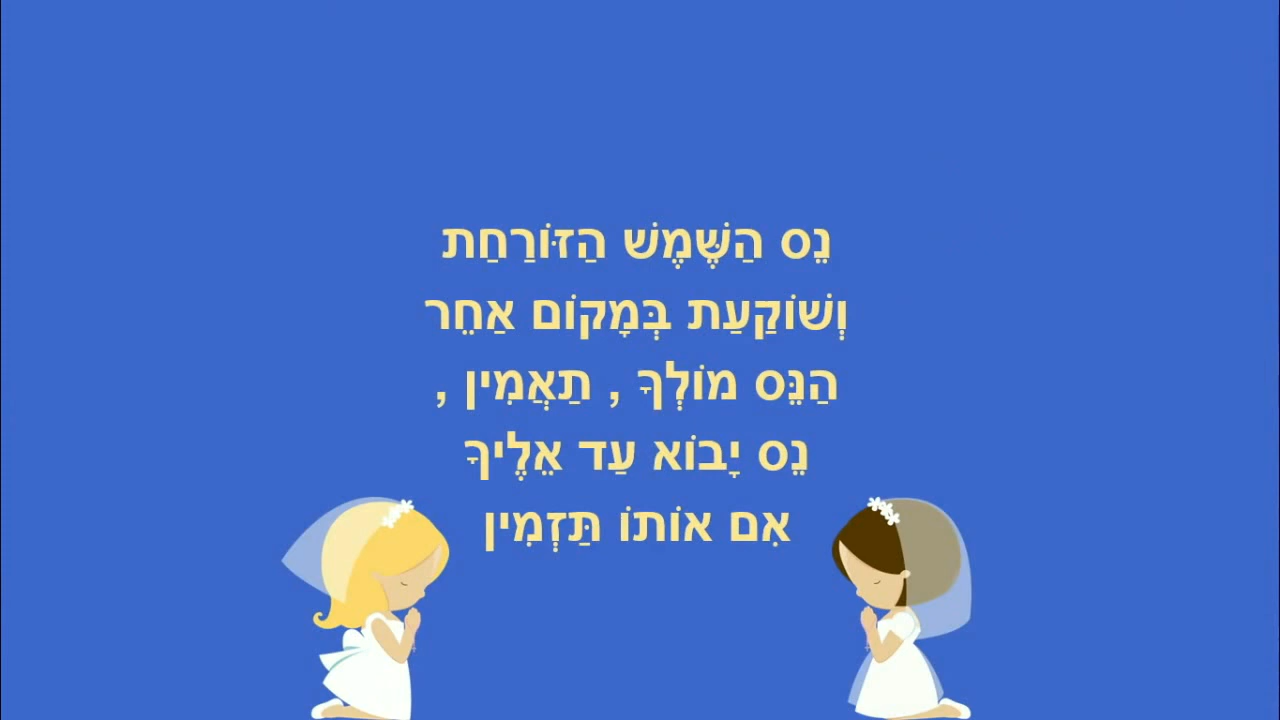 נֵס הַשֶּׁמֶשׁ הַזּוֹרַחַת
וְשׁוֹקַעַת בְּמָקוֹם אַחֵר
הַנֵּס מוֹלְךָ , תַאֲמִין ,
נֵס יָבוֹא עַד אֵלֶיךָ
אִם אוֹתוֹ תַּזְמִין